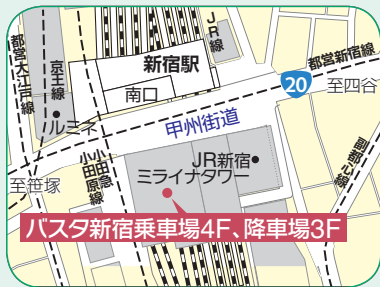 JR線
都営大江戸線
京王線
新宿駅
南口
都営新宿線
20
至四谷
ルミネ
甲州街道
副都心線
小田急
小田原線
JR新宿
ミライナタワー
至笹塚
バスタ新宿乗車場4F、降車場3F